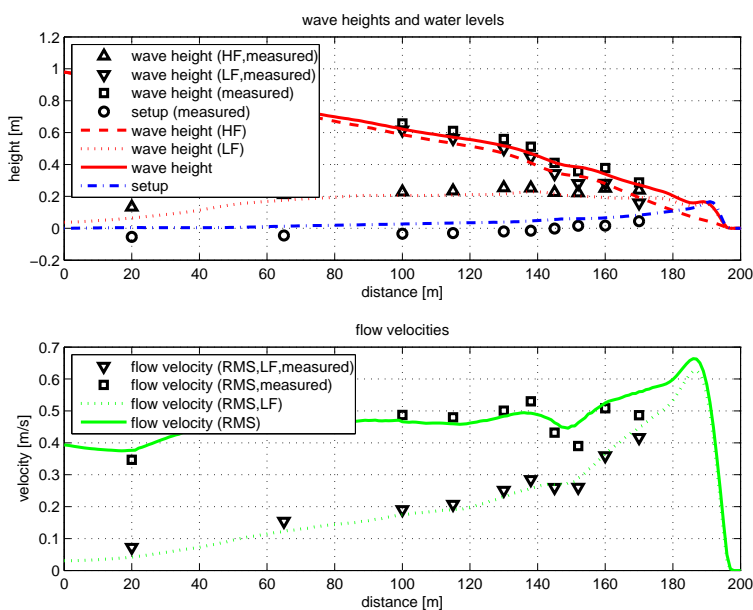 wave heights and water levels
1.2
1
0.8
0.6
0.4
0.2
0
−0.2
height [m]
wave height (HF,measured)
wave height (LF,measured)
wave height (measured)
setup (measured)
wave height (HF)
wave height (LF)
wave height
setup
0 20 40 60 80 100 120 140 160 180 200
distance [m]
flow velocities
0.7
0.6
0.5
0.4
0.3
0.2
0.1
0
velocity [m/s]
flow velocity (RMS,LF,measured)
flow velocity (RMS,measured)
flow velocity (RMS,LF)
flow velocity (RMS)
0 20 40 60 80 100 120 140 160 180 200
distance [m]